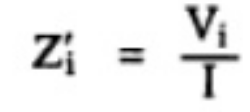 Z′ᵢ = Vᵢ / I